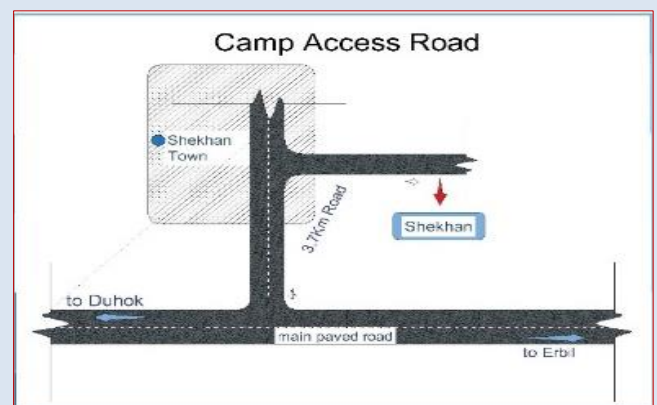 Camp Access Road
Shekhan
Town
3.7Km Road
Shekhan
to Duhok
main paved road
to Erbil